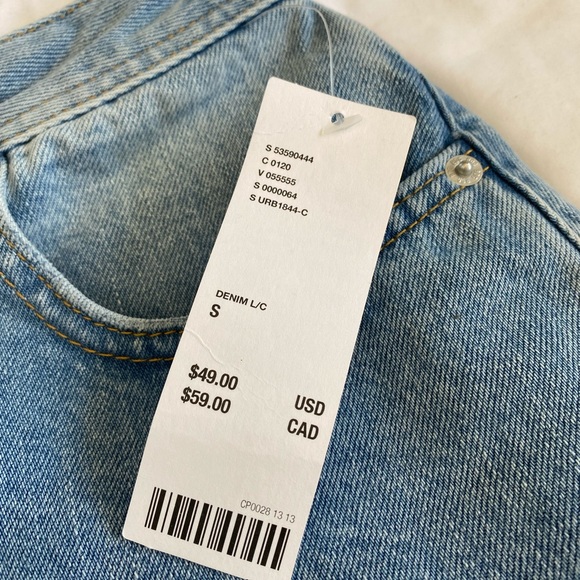 S 53590444
C 0120
V 055555
S 0000064
S URB1844-C
DENIM L/C
S
$49.00 USD
$59.00 CAD
CP0028 13 13